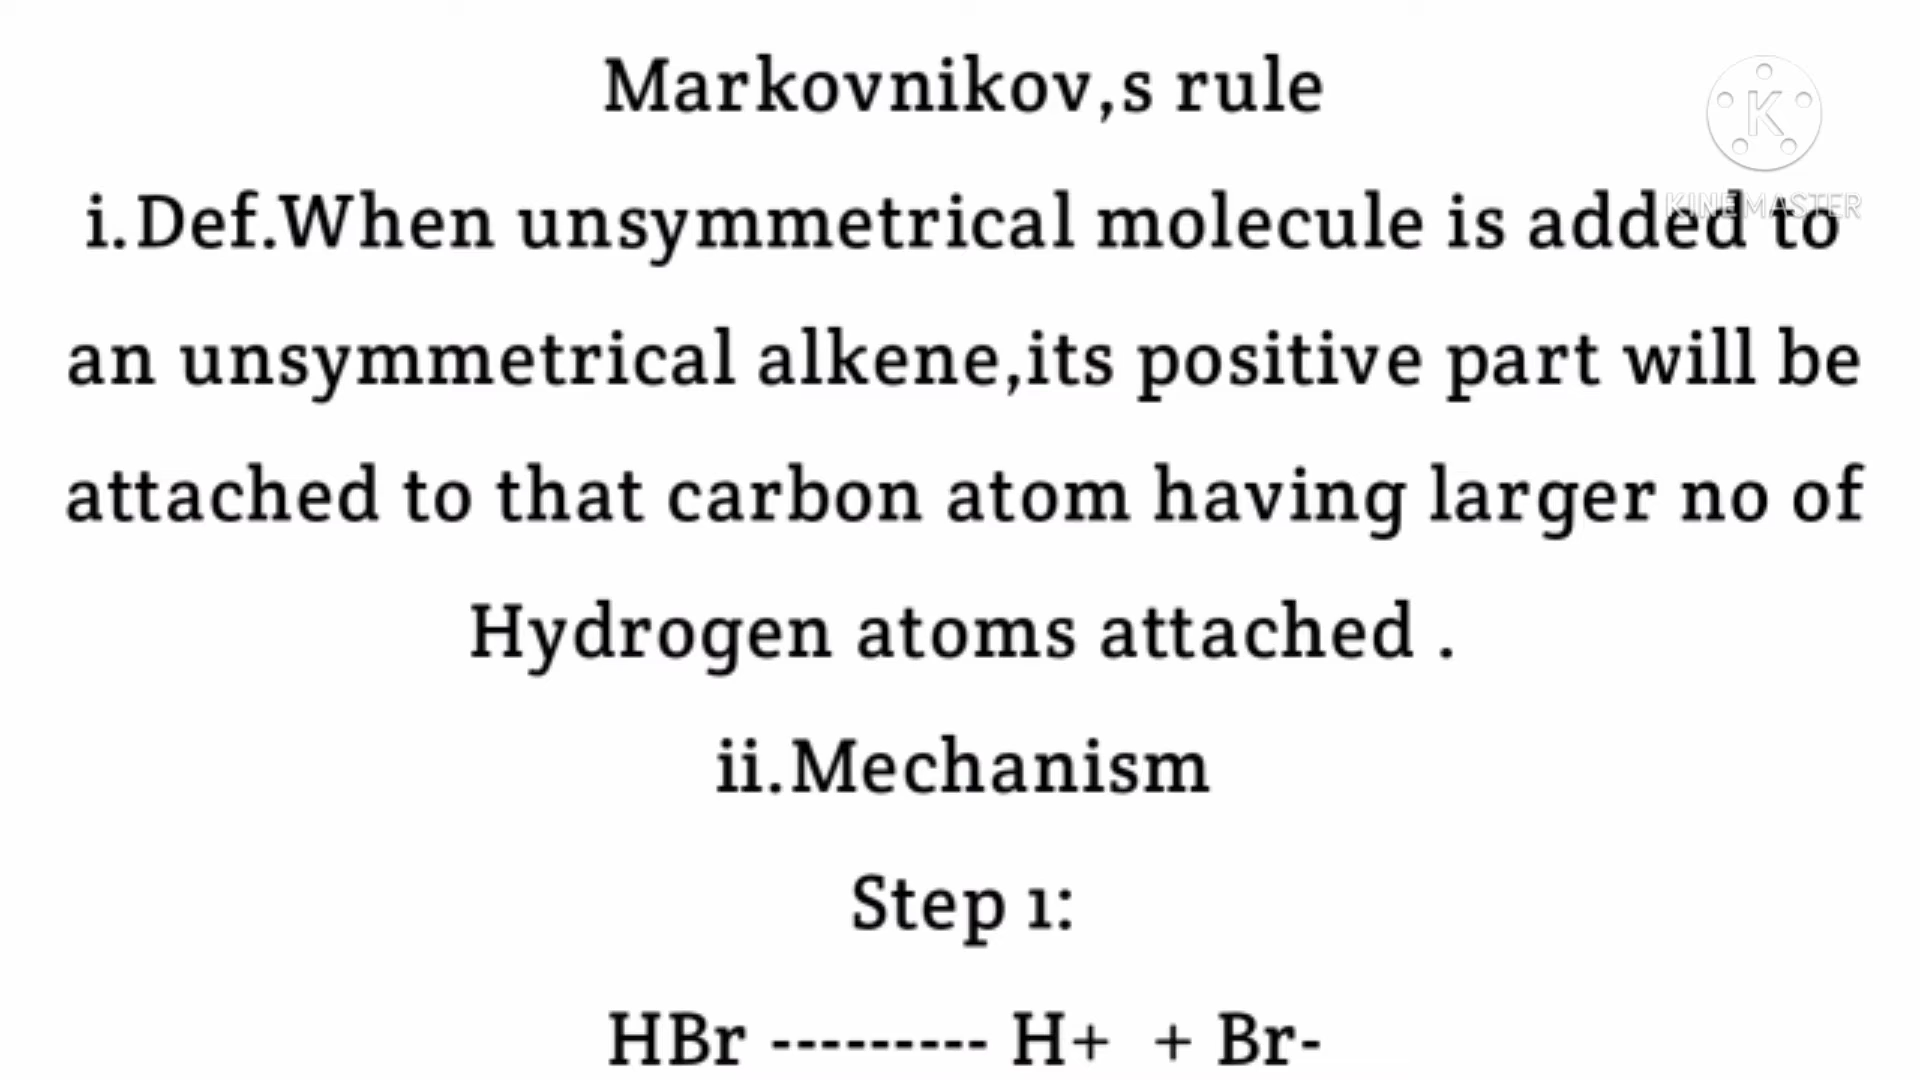 Markovnikov,s rule
K
KINEMASTER
i.Def.When unsymmetrical molecule is added to
an unsymmetrical alkene,its positive part will be
attached to that carbon atom having larger no of
Hydrogen atoms attached .
ii.Mechanism
Step 1:
HBr --------- H+ + Br-